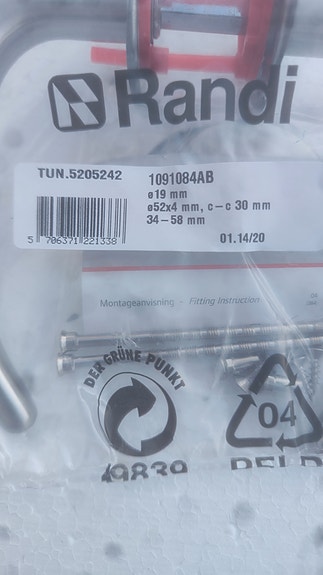 Randi
TUN.5205242
1091084AB
ø19 mm
ø52x4 mm, c–c 30 mm
34–58 mm
5 706371 221338
01.14/20
Montageanvisning – Fitting Instruction
DER GRÜNE PUNKT
04
49839